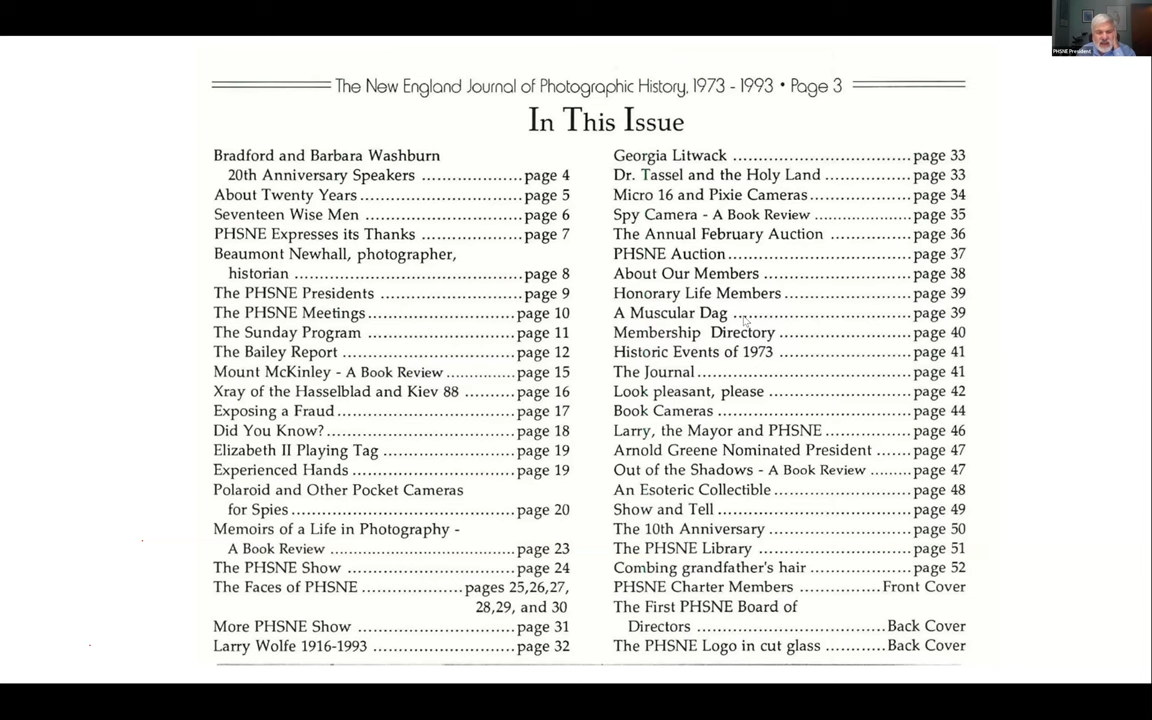 PHSNE President
The New England Journal of Photographic History, 1973 - 1993 • Page 3
In This Issue
Bradford and Barbara Washburn
20th Anniversary Speakers ..................... page 4
About Twenty Years ................................. page 5
Seventeen Wise Men ................................ page 6
PHSNE Expresses its Thanks .................... page 7
Beaumont Newhall, photographer,
historian ............................................... page 8
The PHSNE Presidents ............................ page 9
The PHSNE Meetings ............................... page 10
The Sunday Program ............................... page 11
The Bailey Report ................................... page 12
Mount McKinley - A Book Review .............. page 15
Xray of the Hasselblad and Kiev 88 .......... page 16
Exposing a Fraud .................................... page 17
Did You Know? ...................................... page 18
Elizabeth II Playing Tag .......................... page 19
Experienced Hands ................................. page 19
Polaroid and Other Pocket Cameras
for Spies ............................................. page 20
Memoirs of a Life in Photography -
A Book Review ..................................... page 23
The PHSNE Show .................................. page 24
The Faces of PHSNE .................... pages 25,26,27,
28,29, and 30
More PHSNE Show ................................ page 31
Larry Wolfe 1916-1993 ............................ page 32
Georgia Litwack .................................... page 33
Dr. Tassel and the Holy Land ................. page 33
Micro 16 and Pixie Cameras .................... page 34
Spy Camera - A Book Review .................. page 35
The Annual February Auction ................ page 36
PHSNE Auction ..................................... page 37
About Our Members .............................. page 38
Honorary Life Members .......................... page 39
A Muscular Dag .................................... page 39
Membership Directory ........................... page 40
Historic Events of 1973 .......................... page 41
The Journal ........................................... page 41
Look pleasant, please ............................. page 42
Book Cameras ....................................... page 44
Larry, the Mayor and PHSNE ................. page 46
Arnold Greene Nominated President ...... page 47
Out of the Shadows - A Book Review ........ page 47
An Esoteric Collectible ........................... page 48
Show and Tell ....................................... page 49
The 10th Anniversary ............................ page 50
The PHSNE Library ............................... page 51
Combing grandfather's hair .................... page 52
PHSNE Charter Members ................ Front Cover
The First PHSNE Board of
Directors ...................................... Back Cover
The PHSNE Logo in cut glass ............ Back Cover